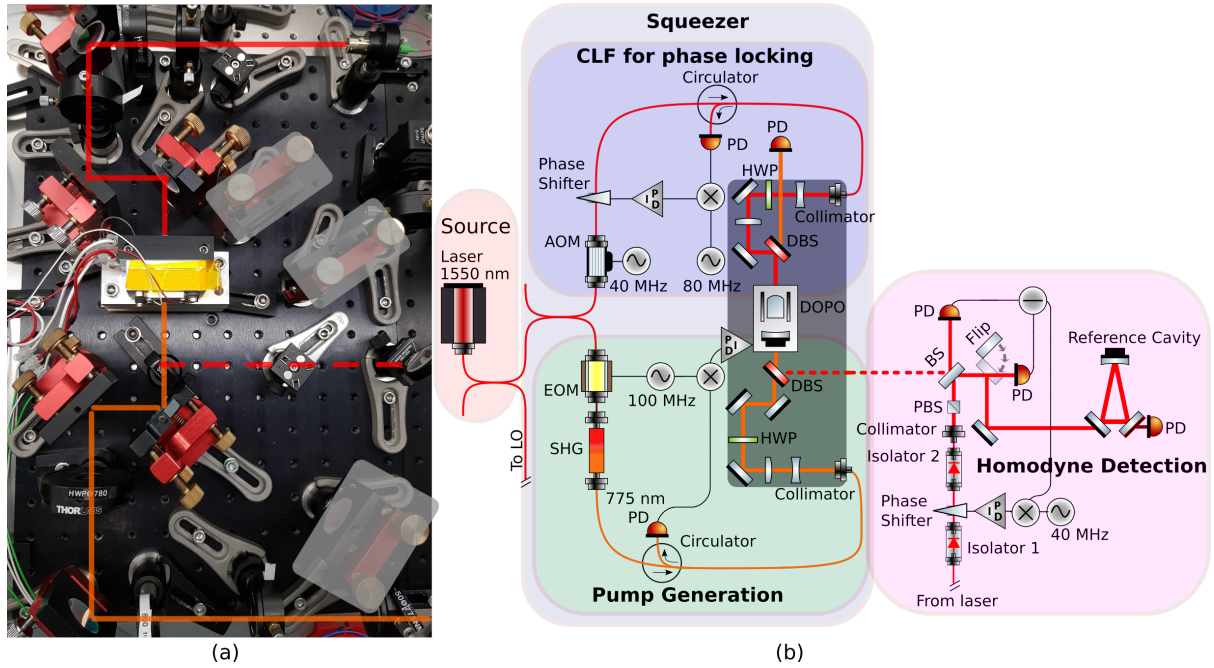 Squeezer
CLF for phase locking
Circulator
PD
PD
Phase
Shifter
P
I
D
HWP
Collimator
DBS
AOM
40 MHz
80 MHz
Source
Laser
1550 nm
DOPO
P
I
D
EOM
100 MHz
DBS
SHG
HWP
To LO
775 nm
PD
Collimator
Circulator
Pump Generation
PD
Flip
BS
Reference Cavity
PD
PBS
Collimator
PD
Isolator 2
Homodyne Detection
Phase
Shifter
P
I
D
40 MHz
Isolator 1
From laser
HWPO 780
THORLABS
(a)
(b)